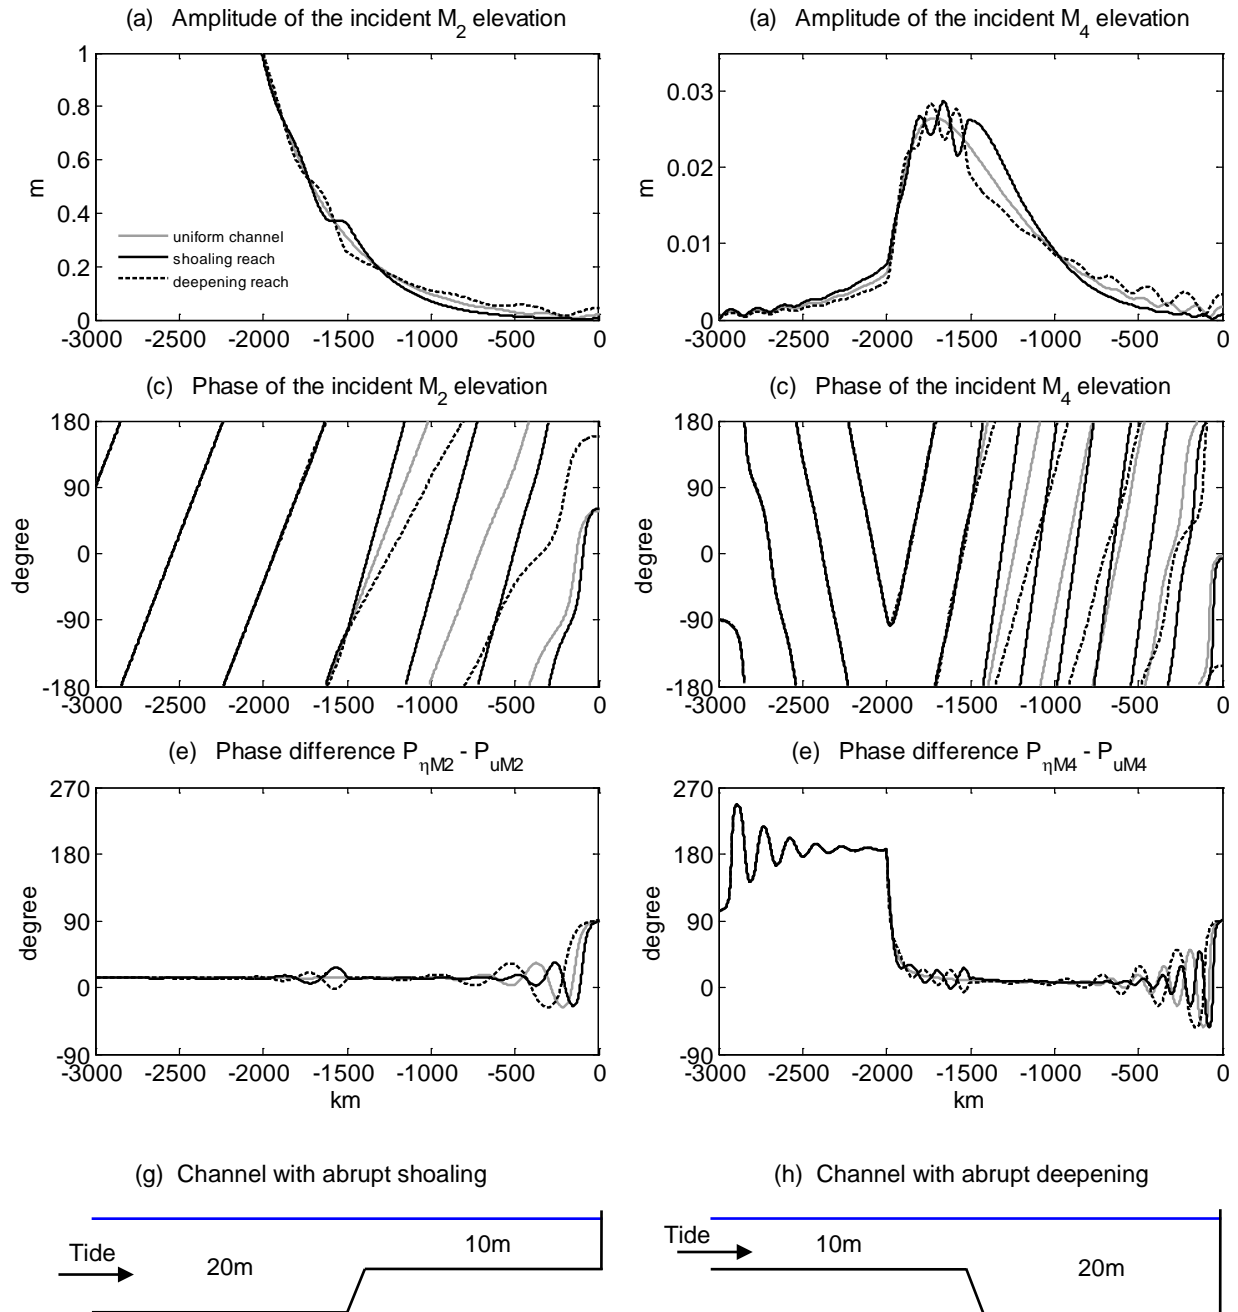 (a) Amplitude of the incident M2 elevation
1
0.8
0.6
0.4
0.2
0
m
uniform channel
shoaling reach
deepening reach
-3000 -2500 -2000 -1500 -1000 -500 0
(a) Amplitude of the incident M4 elevation
0.03
0.02
0.01
0
m
-3000 -2500 -2000 -1500 -1000 -500 0
(c) Phase of the incident M2 elevation
180
90
0
-90
-180
degree
-3000 -2500 -2000 -1500 -1000 -500 0
(c) Phase of the incident M4 elevation
180
90
0
-90
-180
degree
-3000 -2500 -2000 -1500 -1000 -500 0
(e) Phase difference PηM2 - PuM2
270
180
90
0
-90
degree
-3000 -2500 -2000 -1500 -1000 -500 0
km
(e) Phase difference PηM4 - PuM4
270
180
90
0
-90
degree
-3000 -2500 -2000 -1500 -1000 -500 0
km
(g) Channel with abrupt shoaling
Tide
20m
10m
(h) Channel with abrupt deepening
Tide
10m
20m